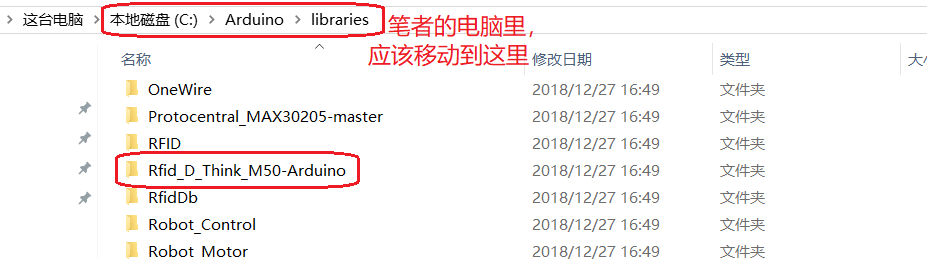 这台电脑 > 本地磁盘 (C:) > Arduino > libraries
笔者的电脑里，
应该移动到这里
名称 修改日期 类型 大小
OneWire 2018/12/27 16:49 文件夹
Protocentral_MAX30205-master 2018/12/27 16:49 文件夹
RFID 2018/12/27 16:49 文件夹
Rfid_D_Think_M50-Arduino 2018/12/27 16:49 文件夹
RfidDb 2018/12/27 16:49 文件夹
Robot_Control 2018/12/27 16:49 文件夹
Robot_Motor 2018/12/27 16:49 文件夹